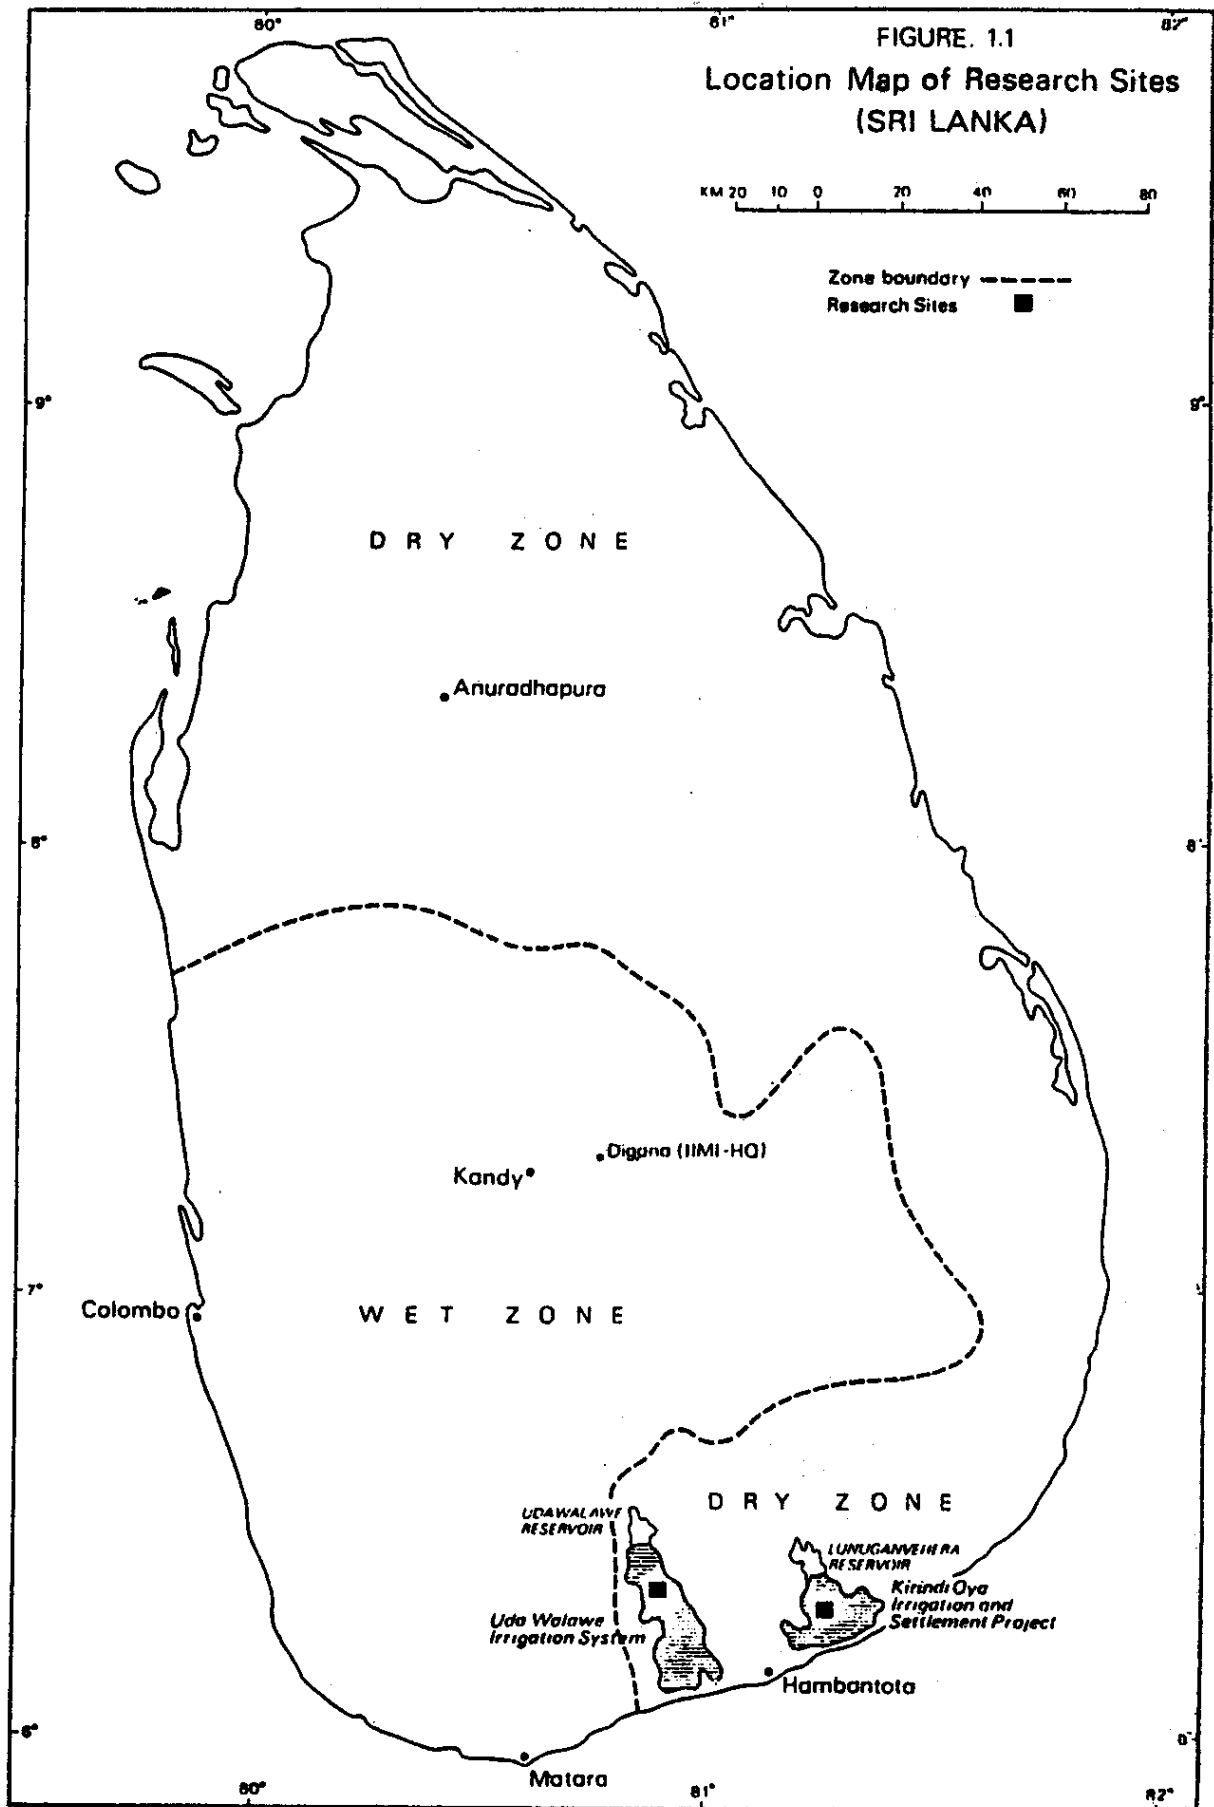 80°
81°
82°
FIGURE. 1.1
Location Map of Research Sites
(SRI LANKA)
KM 20 10 0 20 40 60 80
Zone boundary
Research Sites
9°
9°
DRY ZONE
Anuradhapura
8°
8°
Digana (IIMI-HQ)
Kandy
7°
Colombo
WET ZONE
DRY ZONE
UDAWALAWE
RESERVOIR
LUNUGANVEHERA
RESERVOIR
Kirindi Oya
Irrigation and
Settlement Project
Uda Walawe
Irrigation System
Hambantota
6°
6°
Matara
80°
81°
82°